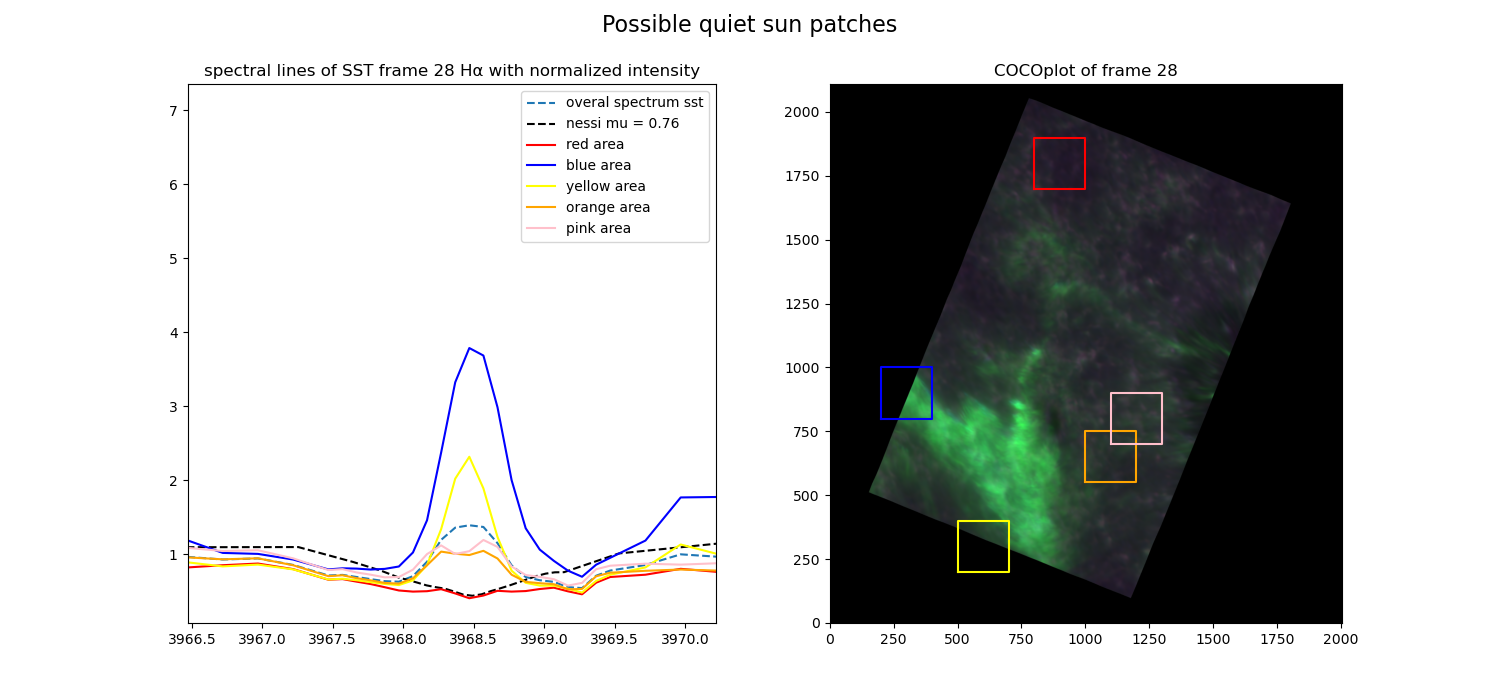 Possible quiet sun patches
spectral lines of SST frame 28 Hα with normalized intensity
7
6
5
4
3
2
1
3966.5 3967.0 3967.5 3968.0 3968.5 3969.0 3969.5 3970.0
overal spectrum sst
nessi mu = 0.76
red area
blue area
yellow area
orange area
pink area
COCOplot of frame 28
2000
1750
1500
1250
1000
750
500
250
0
0 250 500 750 1000 1250 1500 1750 2000